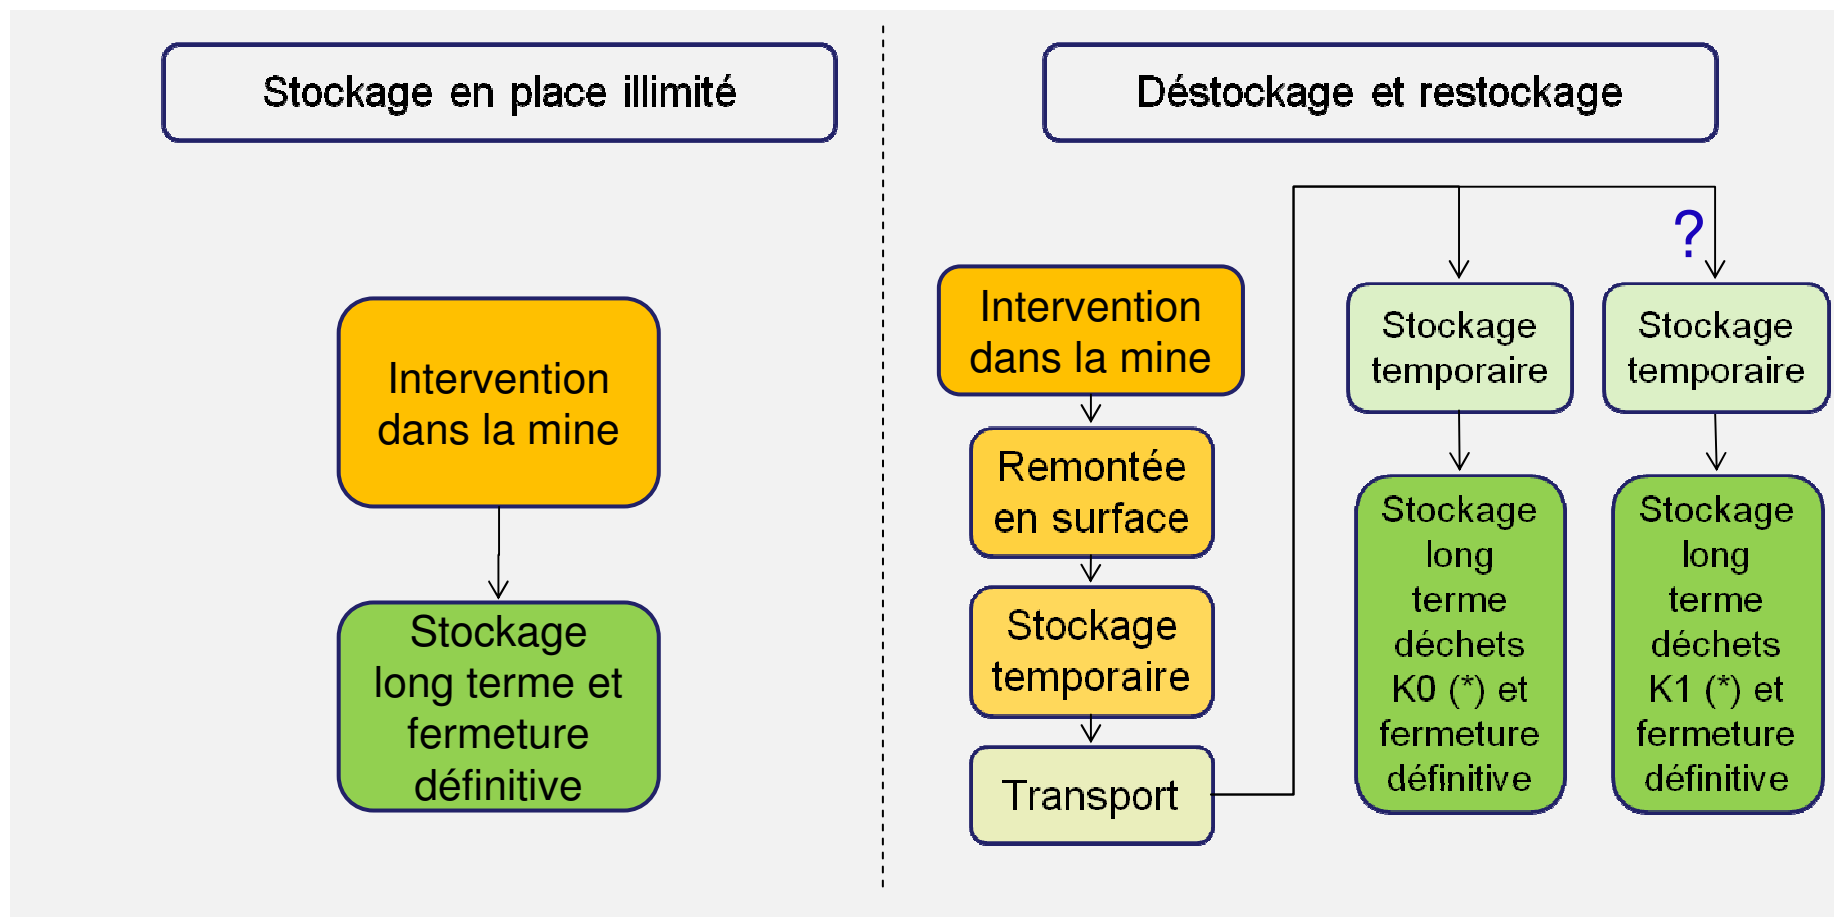 Stockage en place illimité
Intervention
dans la mine
Stockage
long terme et
fermeture
définitive
Déstockage et restockage
Intervention
dans la mine
Remontée
en surface
Stockage
temporaire
Transport
?
Stockage
temporaire
Stockage
long
terme
déchets
K0 (*) et
fermeture
définitive
Stockage
temporaire
Stockage
long
terme
déchets
K1 (*) et
fermeture
définitive